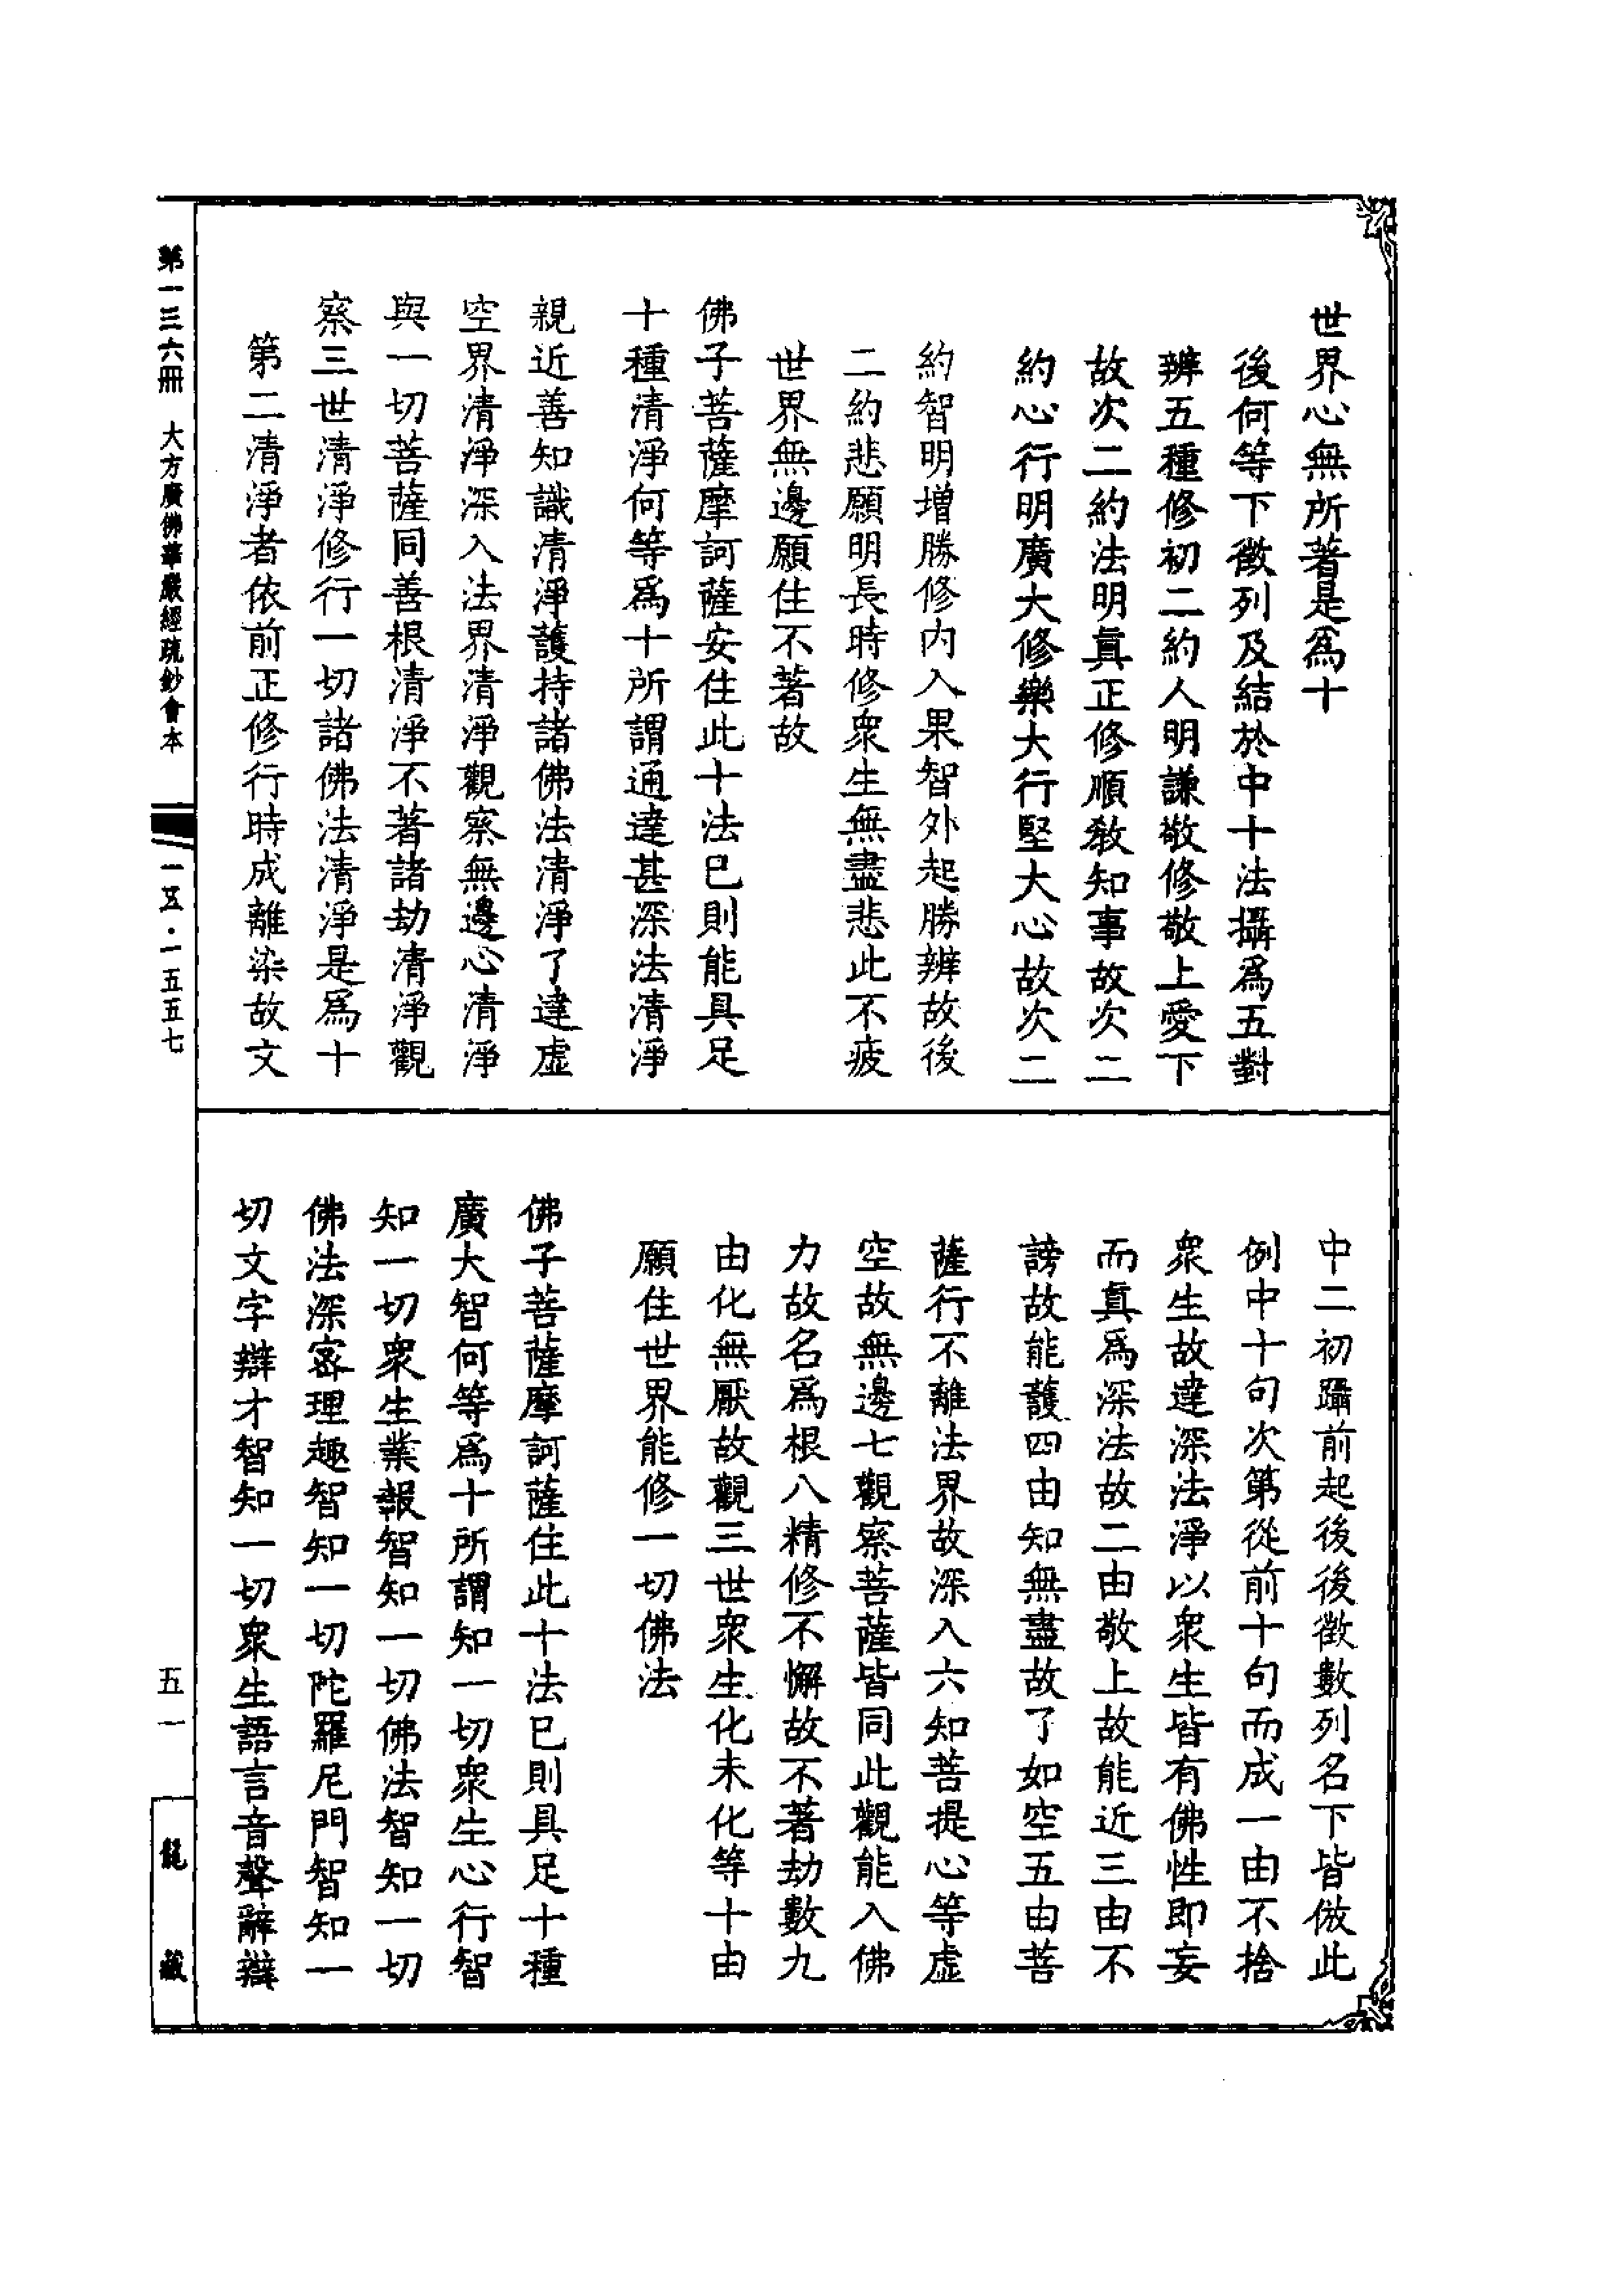 世界心無所著是爲十
後何等下徵列及結於中十法攝爲五對
辨五種修初二約人明謙敬修敬上愛下
故次二約法明眞正修順教知事故次二
約心行明廣大修樂大行堅大心故次二
約智明增勝修內入果智外起勝辨故後
二約悲願明長時修衆生無盡悲此不疲
世界無邊願住不著故
佛子菩薩摩訶薩安住此十法已則能具足
十種清淨何等爲十所謂通達甚深法清淨
親近善知識清淨護持諸佛法清淨了達虛
空界清淨深入法界清淨觀察無邊心清淨
與一切菩薩同善根清淨不著諸劫清淨觀
察三世清淨修行一切諸佛法清淨是爲十
第二清淨者依前正修行時成離染故文
中二初躡前起後後徵數列名下皆倣此
例中十句次第從前十句而成一由不捨
衆生故達深法淨以衆生皆有佛性即妄
而眞爲深法故二由敬上故能近三由不
謗故能護四由知無盡故了如空五由菩
薩行不離法界故深入六知菩提心等虛
空故無邊七觀察菩薩皆同此觀能入佛
力故名爲根八精修不懈故不著劫數九
由化無厭故觀三世衆生化未化等十由
願住世界能修一切佛法
佛子菩薩摩訶薩住此十法已則具足十種
廣大智何等爲十所謂知一切衆生心行智
知一切衆生業報智知一切佛法智知一切
佛法深密理趣智知一切陀羅尼門智知一
切文字辯才智知一切衆生語言音聲辭辯
第一三六冊 大方廣佛華嚴經疏鈔會本
一五·一五五七
五一
龍藏